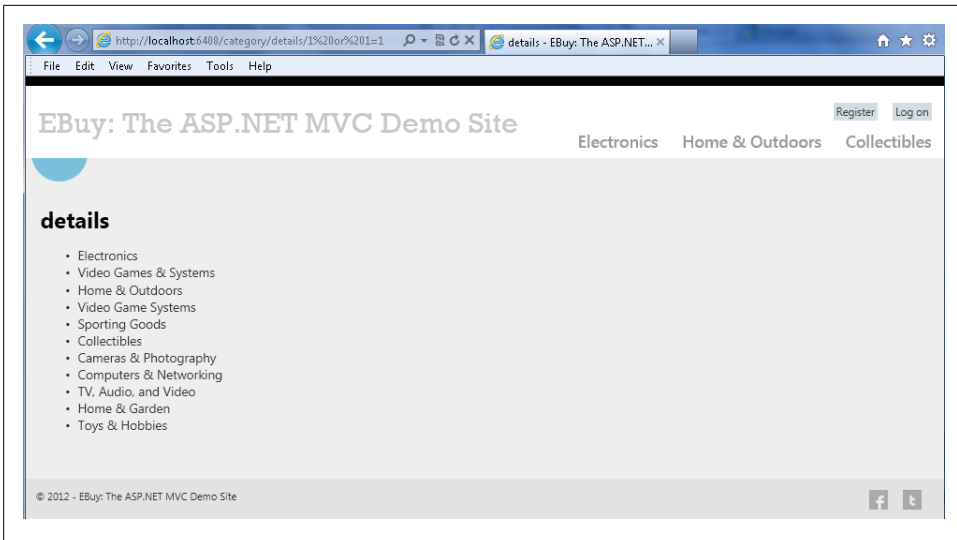 http://localhost:6408/category/details/1%20or%201=1
details - EBuy: The ASP.NET...
File Edit View Favorites Tools Help
EBuy: The ASP.NET MVC Demo Site
Register Log on
Electronics Home & Outdoors Collectibles
details
• Electronics
• Video Games & Systems
• Home & Outdoors
• Video Game Systems
• Sporting Goods
• Collectibles
• Cameras & Photography
• Computers & Networking
• TV, Audio, and Video
• Home & Garden
• Toys & Hobbies
© 2012 - EBuy: The ASP.NET MVC Demo Site